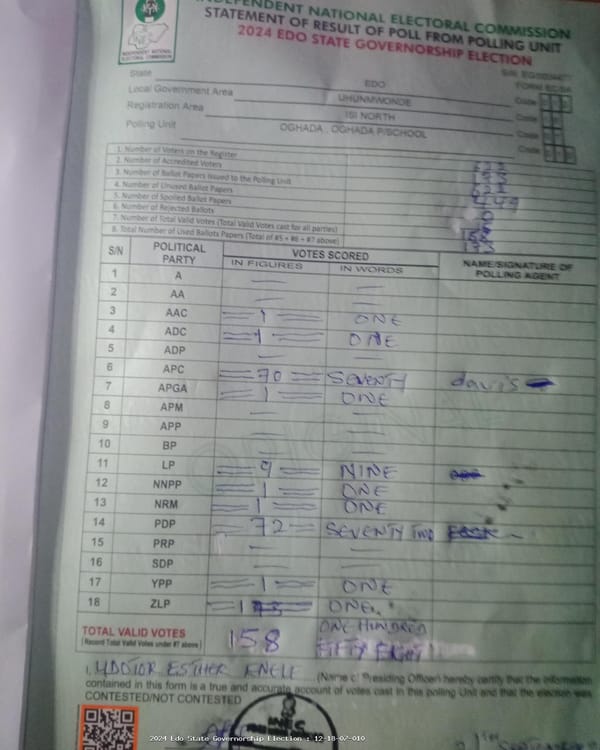 INDEPENDENT NATIONAL ELECTORAL COMMISSION
STATEMENT OF RESULT OF POLL FROM POLLING UNIT
2024 EDO STATE GOVERNORSHIP ELECTION
INDEPENDENT NATIONAL ELECTORAL COMMISSION
State EDO
Local Government Area UHUNMWONDE Code
Registration Area ISI NORTH Code
Polling Unit OGHADA, OGHADA P/SCHOOL Code
1. Number of Voters on the Register
2. Number of Accredited Voters
3. Number of Ballot Papers Issued to the Polling Unit
4. Number of Unused Ballot Papers
5. Number of Spoiled Ballot Papers
6. Number of Rejected Ballots
7. Number of Total Valid Votes (Total Valid Votes cast for all parties)
8. Total Number of Used Ballots Papers (Total of #5 + #6 + #7 above)
S/N POLITICAL PARTY VOTES SCORED NAME/SIGNATURE OF POLLING AGENT
IN FIGURES IN WORDS
1 A
2 AA
3 AAC 1 ONE
4 ADC 1 ONE
5 ADP
6 APC 70 SEVENTY davis
7 APGA 1 ONE
8 APM
9 APP
10 BP
11 LP 9 NINE
12 NNPP 1 ONE
13 NRM 1 ONE
14 PDP 72 SEVENTY TWO
15 PRP
16 SDP
17 YPP 1 ONE
18 ZLP 1 ONE
TOTAL VALID VOTES 158 ONE HUNDRED
(Record Total Valid Votes under #7 above) FIFTY EIGHT
I, ESTHER (Name of Presiding Officer) hereby certify that the information
contained in this form is a true and accurate account of votes cast in this polling Unit and that the election was
CONTESTED/NOT CONTESTED
2024 Edo State Governorship Election : 12-18-07-010